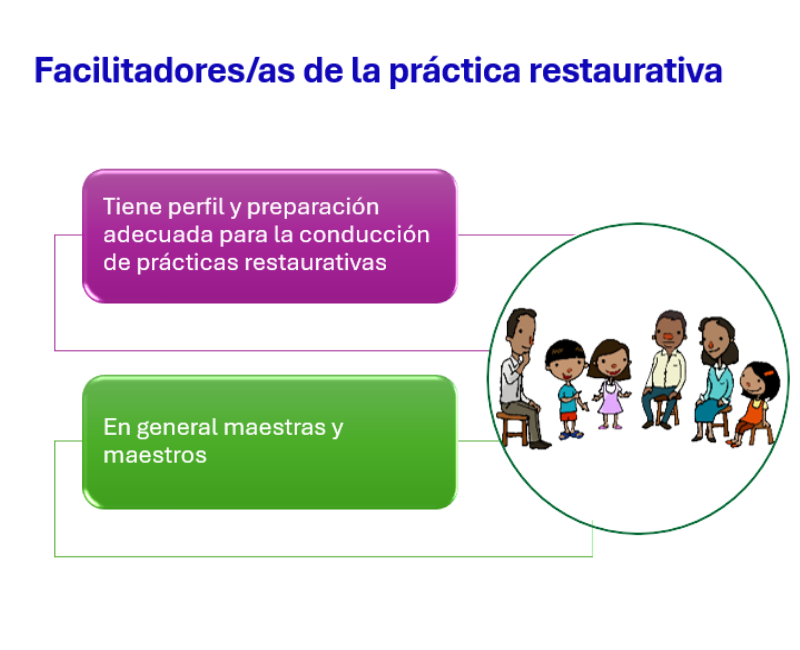 Facilitadores/as de la práctica restaurativa
Tiene perfil y preparación
adecuada para la conducción
de prácticas restaurativas
En general maestras y
maestros